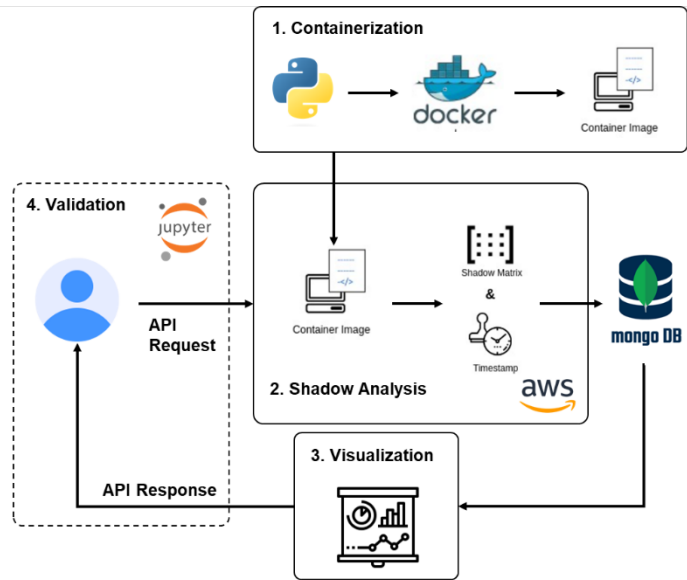 1. Containerization
docker
Container Image
4. Validation
jupyter
API
Request
Container Image
Shadow Matrix
&
Timestamp
2. Shadow Analysis
aws
mongo DB
3. Visualization
API Response